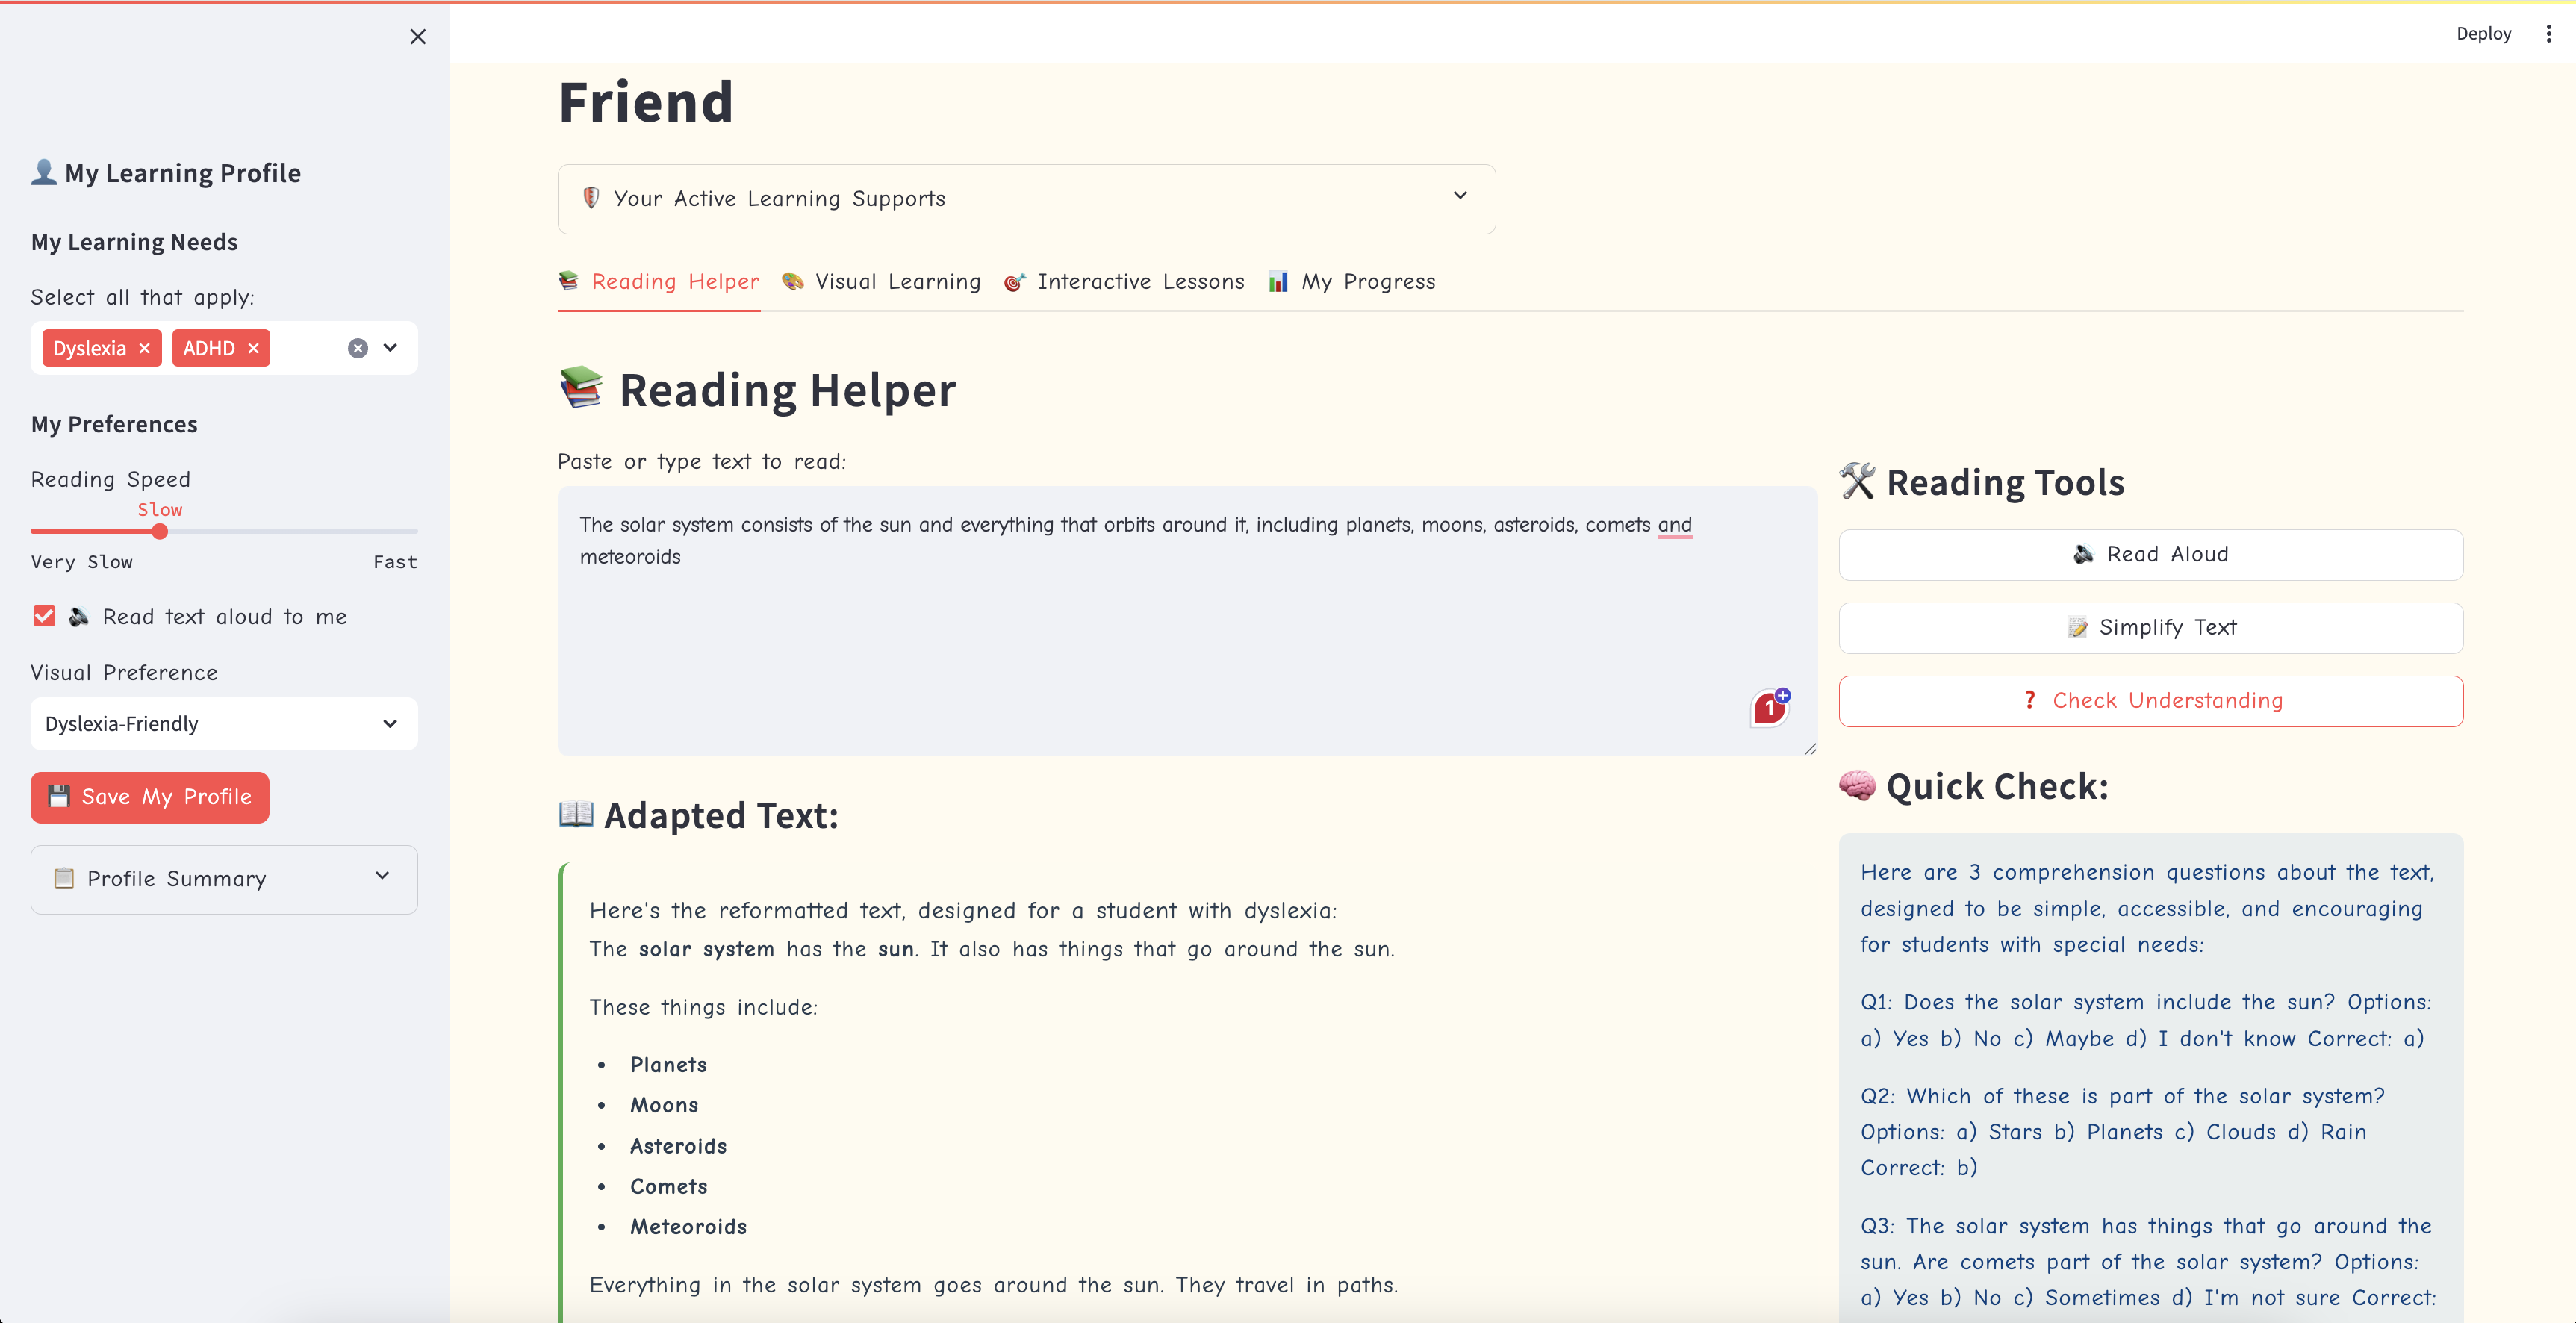 Deploy
My Learning Profile
My Learning Needs
Select all that apply:
Dyslexia ADHD
My Preferences
Reading Speed
Slow
Very Slow Fast
Read text aloud to me
Visual Preference
Dyslexia-Friendly
Save My Profile
Profile Summary
Friend
Your Active Learning Supports
Reading Helper Visual Learning Interactive Lessons My Progress
Reading Helper
Paste or type text to read:
The solar system consists of the sun and everything that orbits around it, including planets, moons, asteroids, comets and
meteoroids
1
Adapted Text:
Here's the reformatted text, designed for a student with dyslexia:
The solar system has the sun. It also has things that go around the sun.
These things include:
• Planets
• Moons
• Asteroids
• Comets
• Meteoroids
Everything in the solar system goes around the sun. They travel in paths.
Reading Tools
Read Aloud
Simplify Text
? Check Understanding
Quick Check:
Here are 3 comprehension questions about the text,
designed to be simple, accessible, and encouraging
for students with special needs:
Q1: Does the solar system include the sun? Options:
a) Yes b) No c) Maybe d) I don't know Correct: a)
Q2: Which of these is part of the solar system?
Options: a) Stars b) Planets c) Clouds d) Rain
Correct: b)
Q3: The solar system has things that go around the
sun. Are comets part of the solar system? Options:
a) Yes b) No c) Sometimes d) I'm not sure Correct: